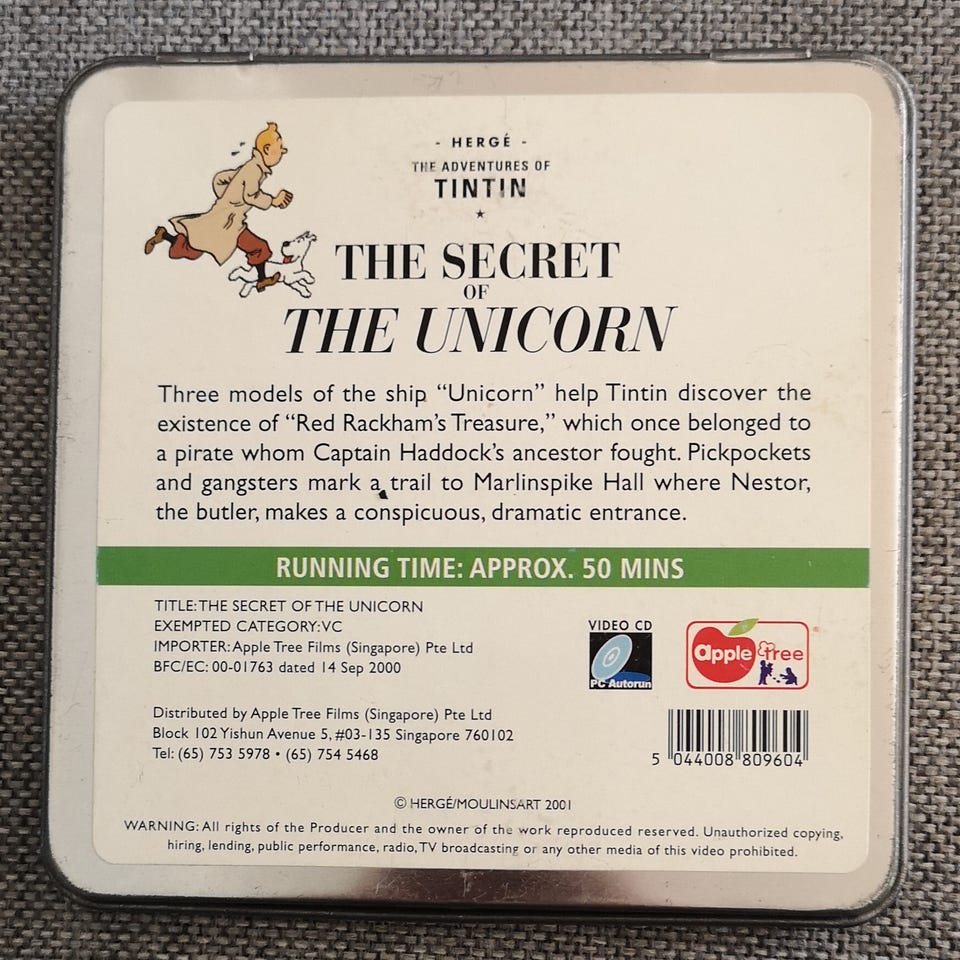 - HERGÉ -
THE ADVENTURES OF
TINTIN
THE SECRET
OF
THE UNICORN
Three models of the ship “Unicorn” help Tintin discover the
existence of “Red Rackham’s Treasure,” which once belonged to
a pirate whom Captain Haddock’s ancestor fought. Pickpockets
and gangsters mark a trail to Marlinspike Hall where Nestor,
the butler, makes a conspicuous, dramatic entrance.
RUNNING TIME: APPROX. 50 MINS
TITLE: THE SECRET OF THE UNICORN
EXEMPTED CATEGORY: VC
IMPORTER: Apple Tree Films (Singapore) Pte Ltd
BFC/EC: 00-01763 dated 14 Sep 2000
VIDEO CD
PC Autorun
apple tree
Distributed by Apple Tree Films (Singapore) Pte Ltd
Block 102 Yishun Avenue 5, #03-135 Singapore 760102
Tel: (65) 753 5978 • (65) 754 5468
5 044008 809604
© HERGÉ/MOULINSART 2001
WARNING: All rights of the Producer and the owner of the work reproduced reserved. Unauthorized copying,
hiring, lending, public performance, radio, TV broadcasting or any other media of this video prohibited.